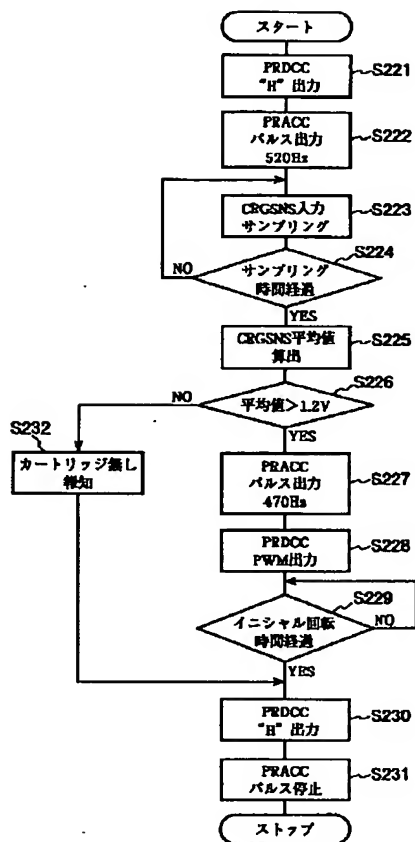 スタート
PRDCC
"H" 出力
S221
PRACC
パルス出力
520Hz
S222
CRGSNS入力
サンプリング
S223
サンプリング
時間経過
S224
NO
YES
CRGSNS平均値
算出
S225
平均値>1.2V
S226
NO
YES
S232
カートリッジ無し
報知
PRACC
パルス出力
470Hz
S227
PRDCC
PWM出力
S228
イニシャル回転
時間経過
S229
NO
YES
PRDCC
"H" 出力
S230
PRACC
パルス停止
S231
ストップ